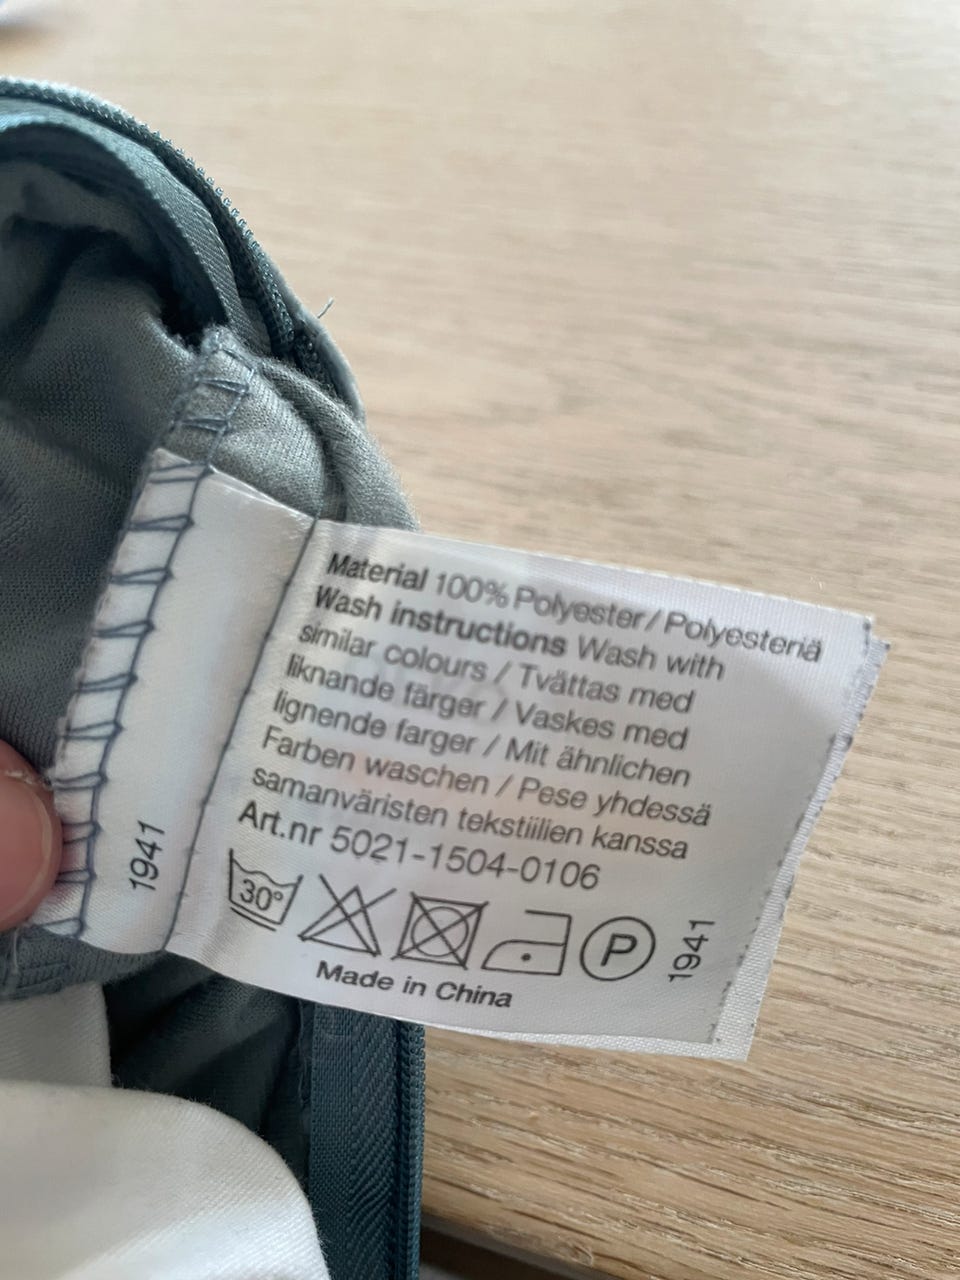 Material 100% Polyester / Polyesteriä
Wash instructions Wash with
similar colours / Tvättas med
liknande färger / Vaskes med
lignende farger / Mit ähnlichen
Farben waschen / Pese yhdessä
samanväristen tekstiilien kanssa
Art.nr 5021-1504-0106
30°
P
Made in China
1941
1941